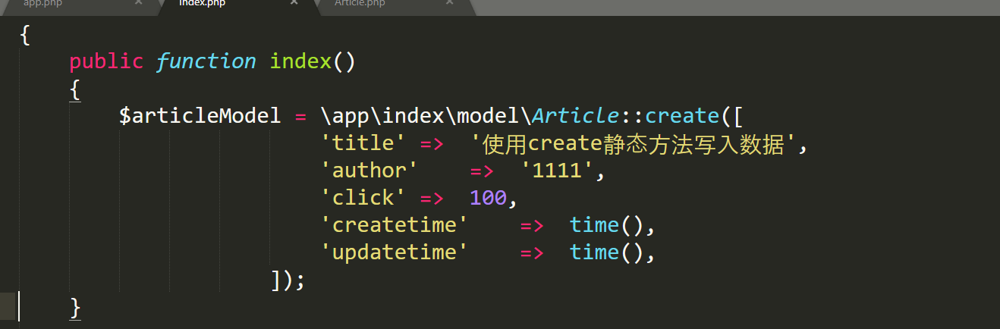 app.php × index.php × Article.php ×
{
public function index()
{
$articleModel = \app\index\model\Article::create([
'title' => '使用create静态方法写入数据',
'author' => '1111',
'click' => 100,
'createtime' => time(),
'updatetime' => time(),
]);
}